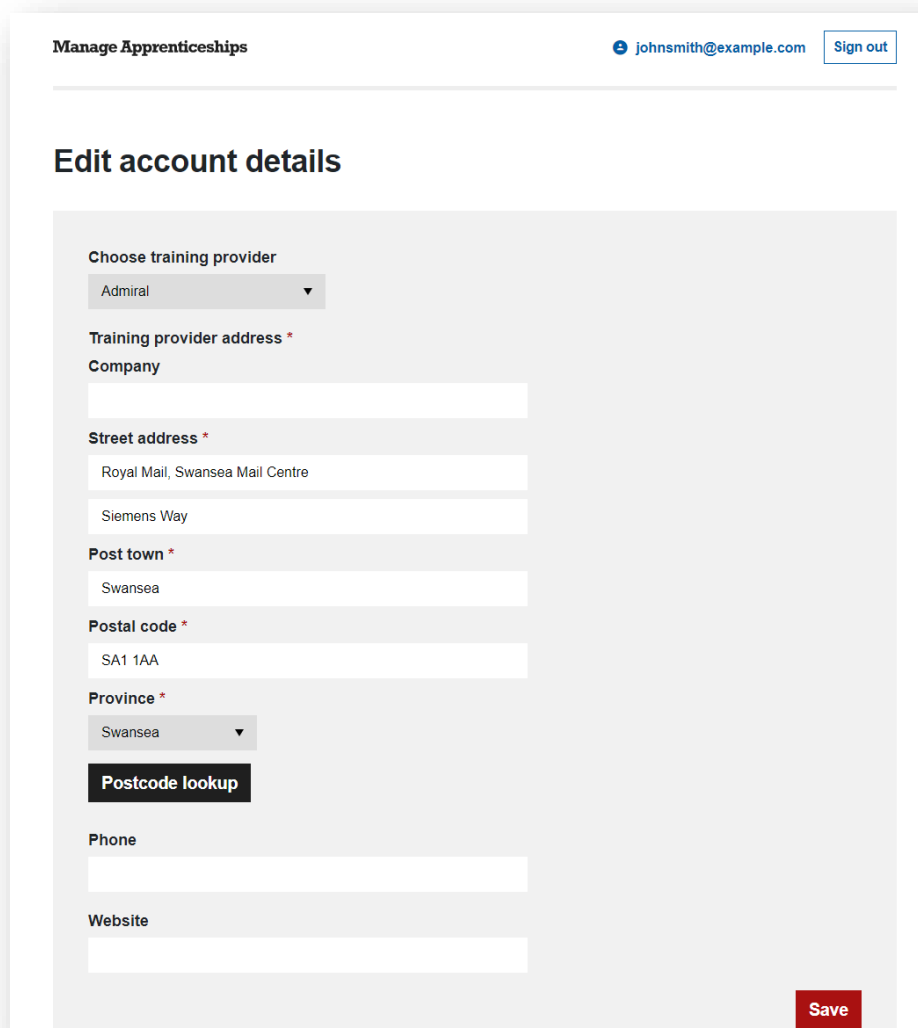 Manage Apprenticeships
johnsmith@example.com Sign out
Edit account details
Choose training provider
Admiral
Training provider address *
Company
Street address *
Royal Mail, Swansea Mail Centre
Siemens Way
Post town *
Swansea
Postal code *
SA1 1AA
Province *
Swansea
Postcode lookup
Phone
Website
Save